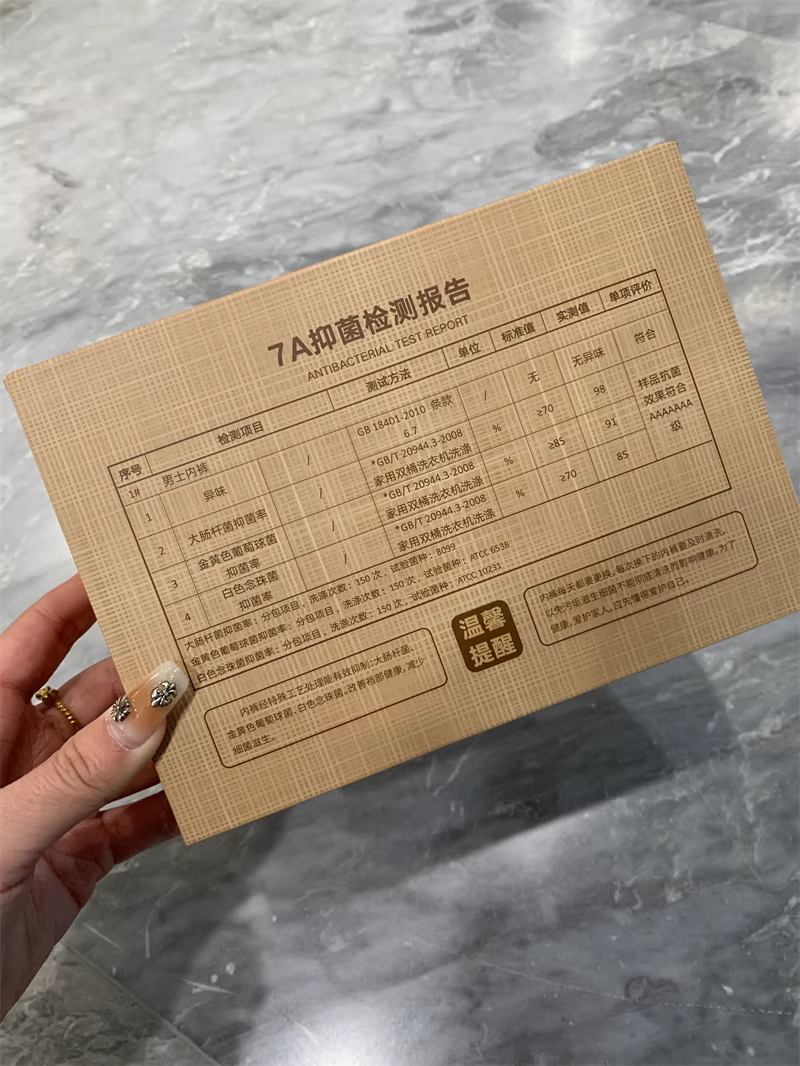 7A抑菌检测报告
ANTIBACTERIAL TEST REPORT
序号 检测项目 测试方法 单位 标准值 实测值 单项评价
1# 男士内裤
1 异味 / GB 18401-2010 .条款 6.7 / 无 无异味 符合
2 大肠杆菌抑菌率 / *GB/T 20944.3-2008 家用双桶洗衣机洗涤 % ≥70 98 样品抗菌效果符合AAAAAAA级
3 金黄色葡萄球菌抑菌率 / *GB/T 20944.3-2008 家用双桶洗衣机洗涤 % ≥85 91
4 白色念珠菌抑菌率 / *GB/T 20944.3-2008 家用双桶洗衣机洗涤 % ≥70 85
大肠杆菌抑菌率：分包项目，洗涤次数：150 次，试验菌种：8099
金黄色葡萄球菌抑菌率：分包项目，洗涤次数：150 次，试验菌种：ATCC 6538
白色念珠菌抑菌率：分包项目，洗涤次数：150 次，试验菌种：ATCC 10231
内裤经特殊工艺处理能有效抑制：大肠杆菌、
金黄色葡萄球菌、白色念珠菌。改善裆部健康，减少
细菌滋生。
温馨
提醒
内裤每天都要更换，每次换下的内裤要及时清洗，
以免污垢滋生细菌不能彻底清洗而影响健康。为了
健康，爱护家人，应先懂得爱护自己。